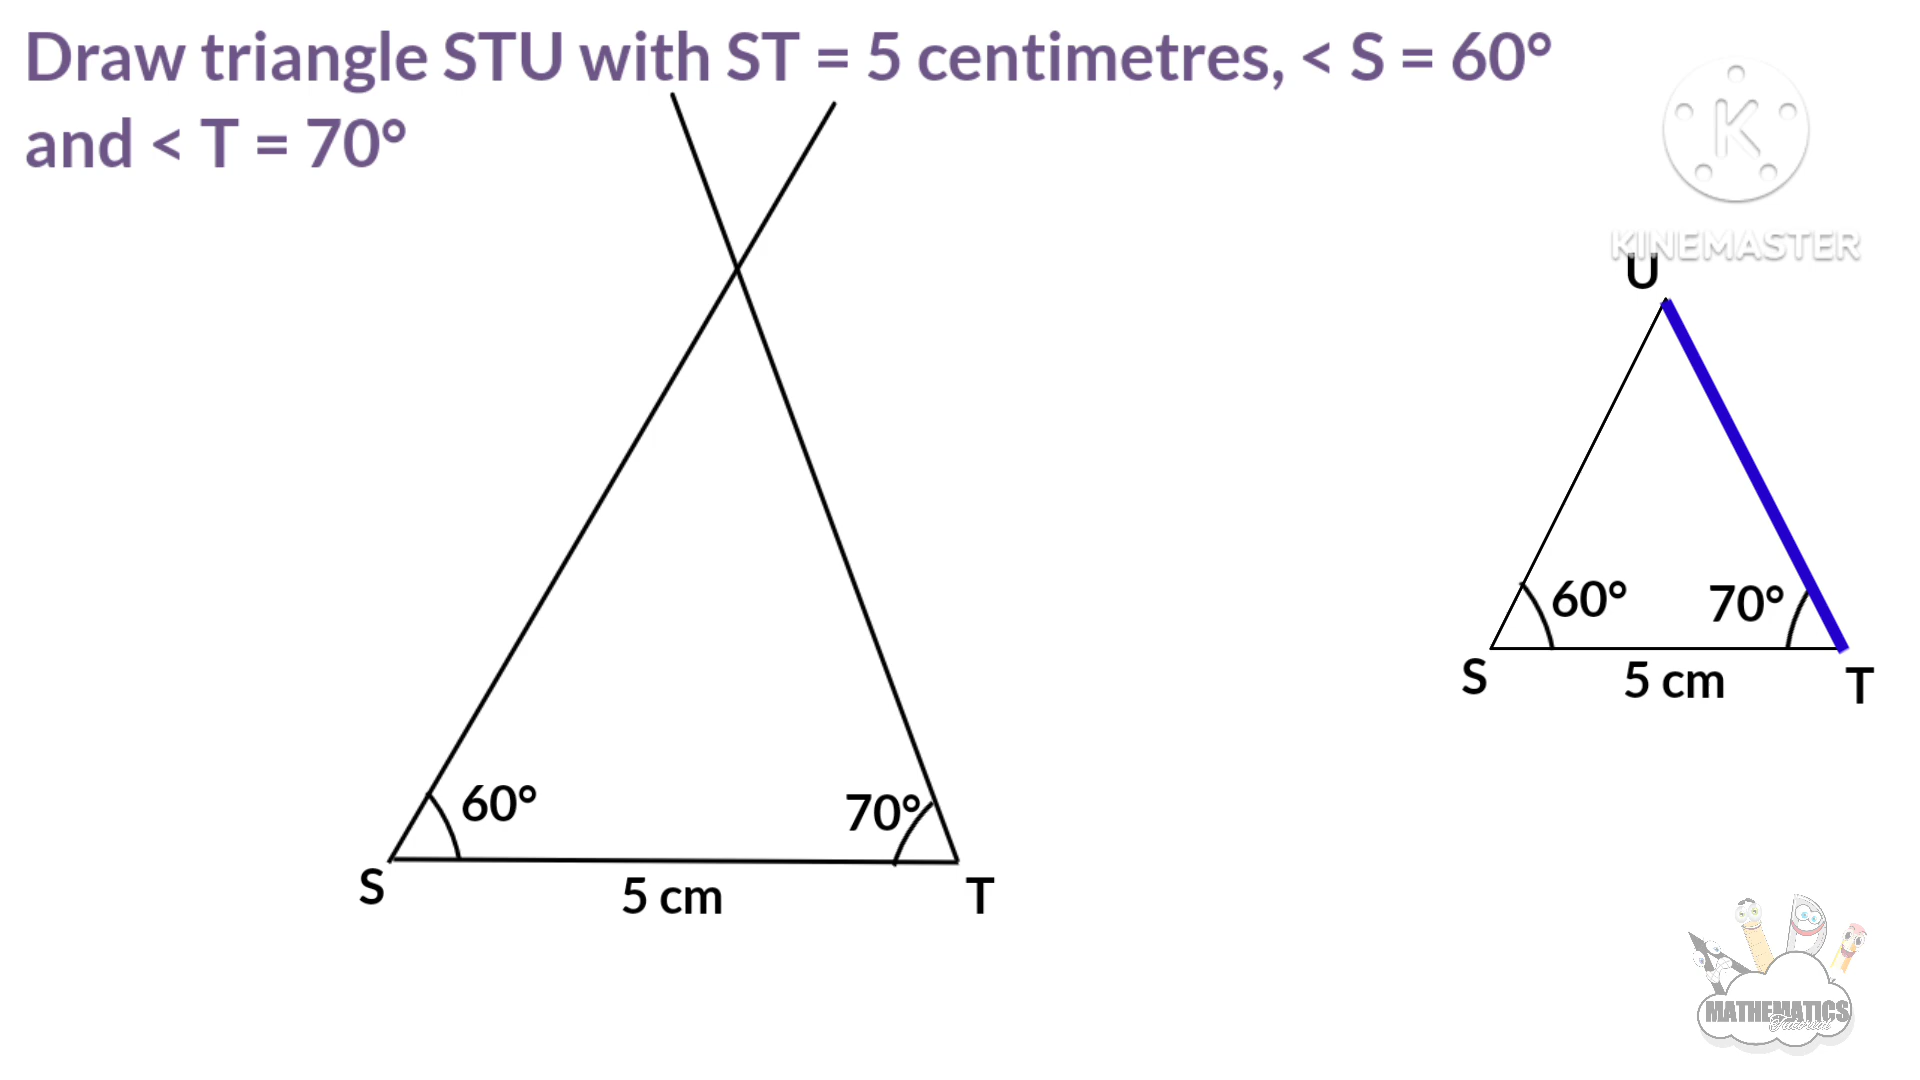 Draw triangle STU with ST = 5 centimetres, < S = 60°
and < T = 70°
K
KINEMASTER
U
60° 70°
S 5 cm T
60° 70°
S 5 cm T
MATHEMATICS
Tutorial